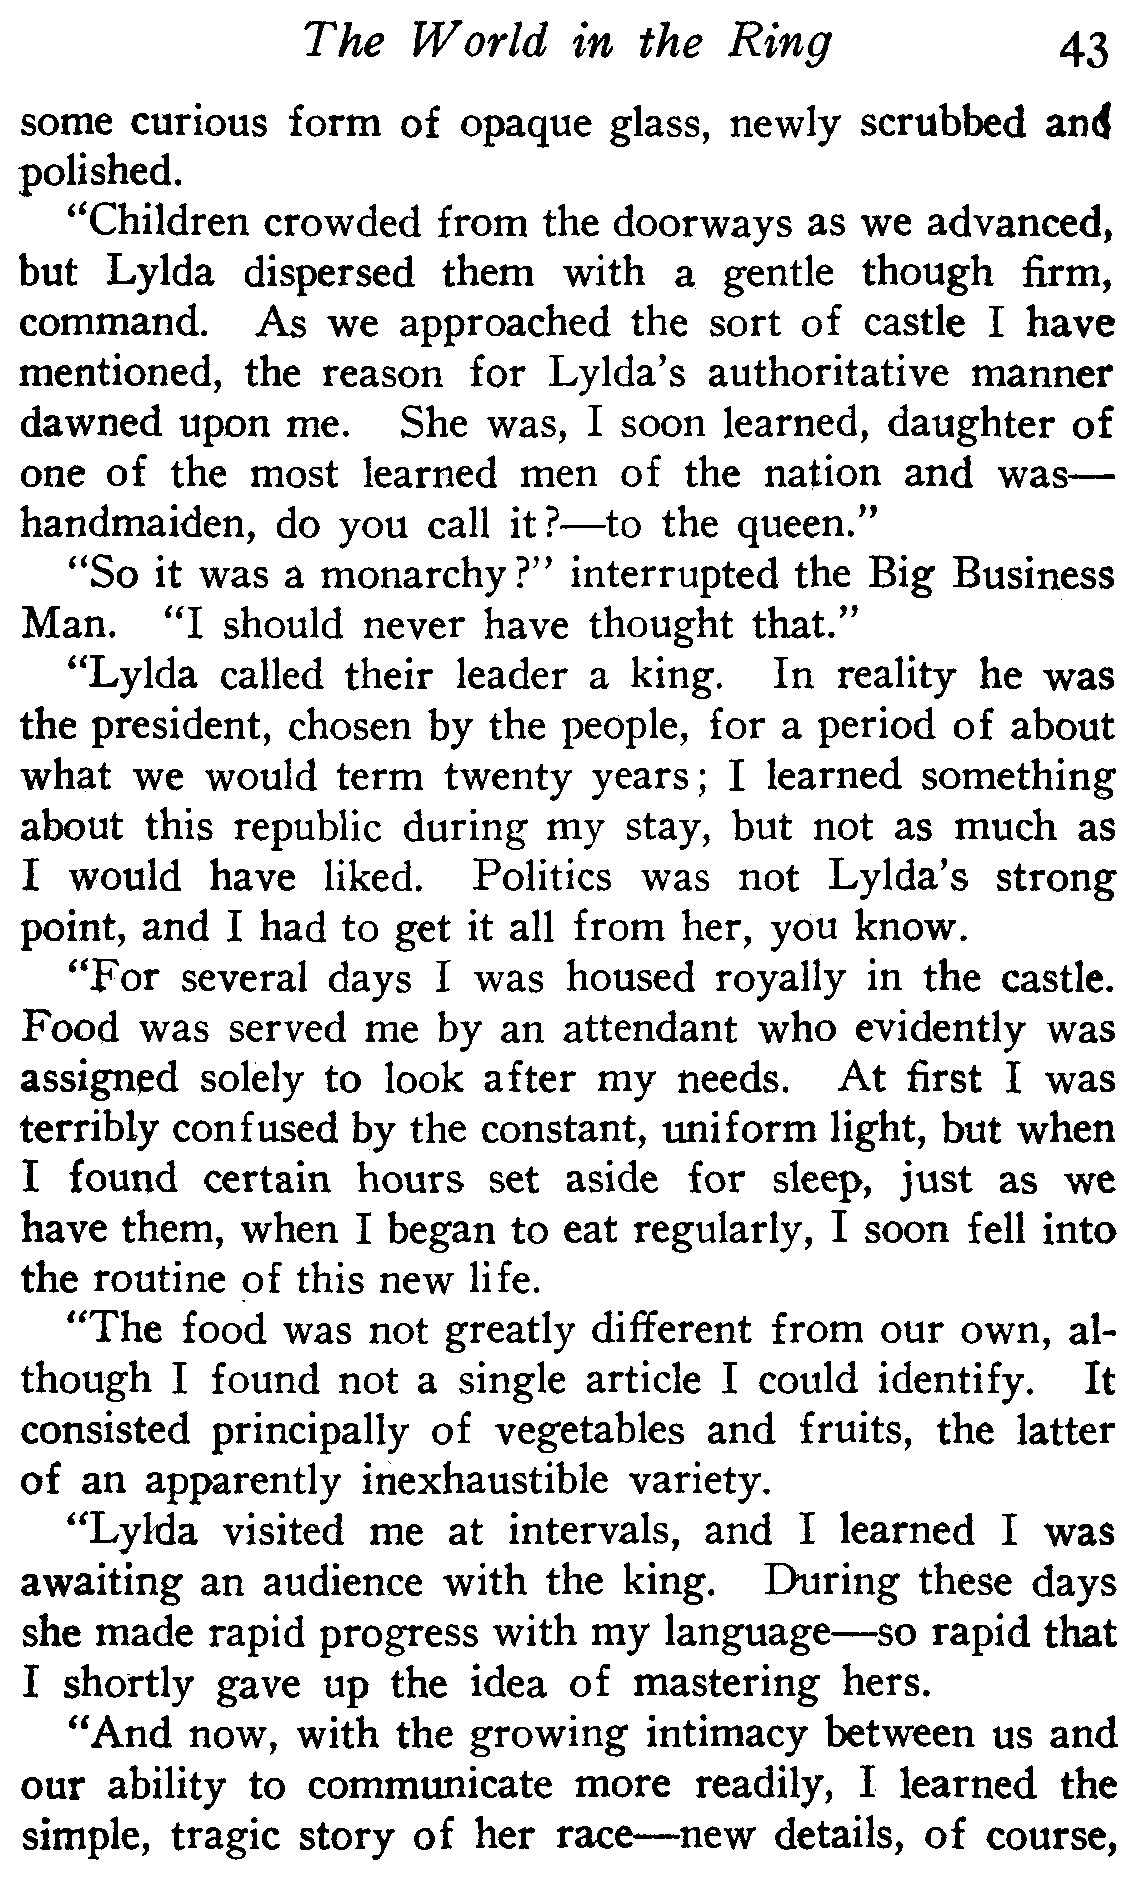 The World in the Ring 43
some curious form of opaque glass, newly scrubbed and
polished.
"Children crowded from the doorways as we advanced,
but Lylda dispersed them with a gentle though firm,
command. As we approached the sort of castle I have
mentioned, the reason for Lylda's authoritative manner
dawned upon me. She was, I soon learned, daughter of
one of the most learned men of the nation and was—
handmaiden, do you call it?—to the queen."
"So it was a monarchy?" interrupted the Big Business
Man. "I should never have thought that."
"Lylda called their leader a king. In reality he was
the president, chosen by the people, for a period of about
what we would term twenty years; I learned something
about this republic during my stay, but not as much as
I would have liked. Politics was not Lylda's strong
point, and I had to get it all from her, you know.
"For several days I was housed royally in the castle.
Food was served me by an attendant who evidently was
assigned solely to look after my needs. At first I was
terribly confused by the constant, uniform light, but when
I found certain hours set aside for sleep, just as we
have them, when I began to eat regularly, I soon fell into
the routine of this new life.
"The food was not greatly different from our own, al-
though I found not a single article I could identify. It
consisted principally of vegetables and fruits, the latter
of an apparently inexhaustible variety.
"Lylda visited me at intervals, and I learned I was
awaiting an audience with the king. During these days
she made rapid progress with my language—so rapid that
I shortly gave up the idea of mastering hers.
"And now, with the growing intimacy between us and
our ability to communicate more readily, I learned the
simple, tragic story of her race—new details, of course,